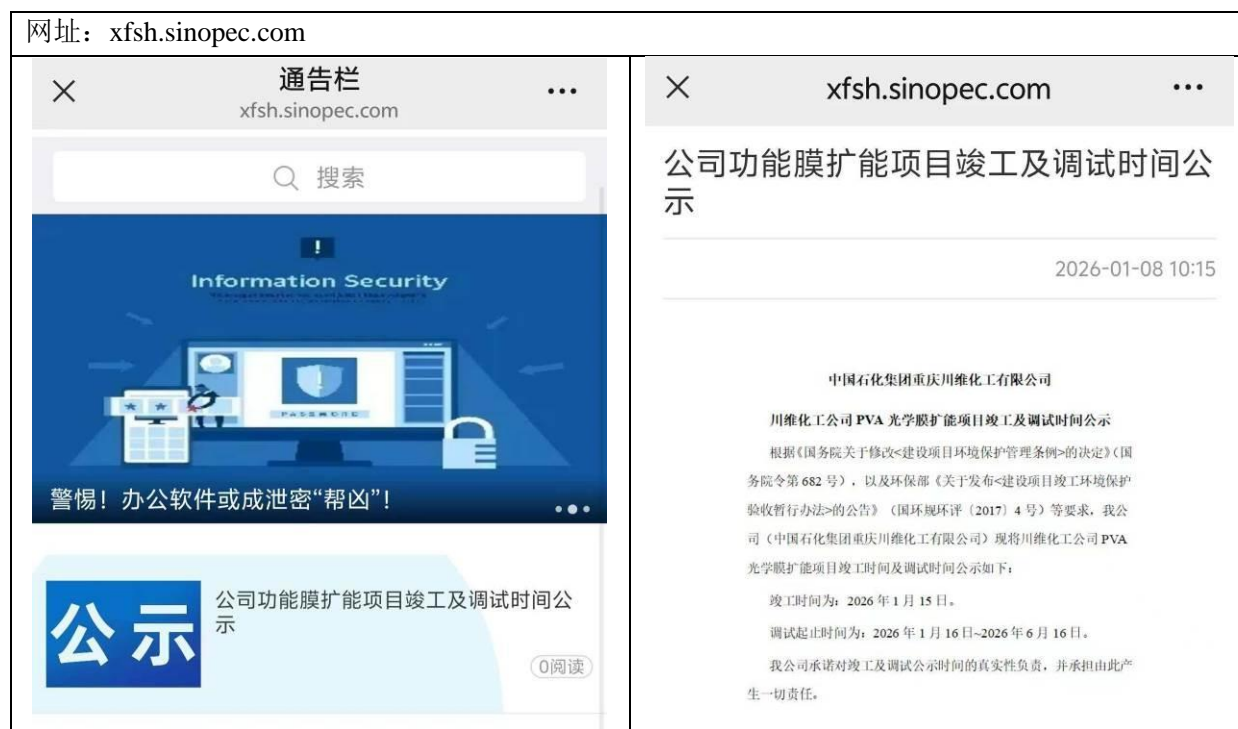 网址：xfsh.sinopec.com
通告栏
xfsh.sinopec.com
搜索
!
Information Security
PASSWORD
警惕！办公软件或成泄密“帮凶”！
公示
公司功能膜扩能项目竣工及调试时间公
示
0阅读
xfsh.sinopec.com
公司功能膜扩能项目竣工及调试时间公
示
2026-01-08 10:15
中国石化集团重庆川维化工有限公司
川维化工公司 PVA 光学膜扩能项目竣工及调试时间公示
根据《国务院关于修改<建设项目环境保护管理条例>的决定》（国
务院令第 682 号），以及环保部《关于发布<建设项目竣工环境保护
验收暂行办法>的公告》（国环规环评〔2017〕4 号）等要求，我公
司（中国石化集团重庆川维化工有限公司）现将川维化工公司 PVA
光学膜扩能项目竣工时间及调试时间公示如下：
竣工时间为：2026 年 1 月 15 日。
调试起止时间为：2026 年 1 月 16 日~2026 年 6 月 16 日。
我公司承诺对竣工及调试公示时间的真实性负责，并承担由此产
生一切责任。